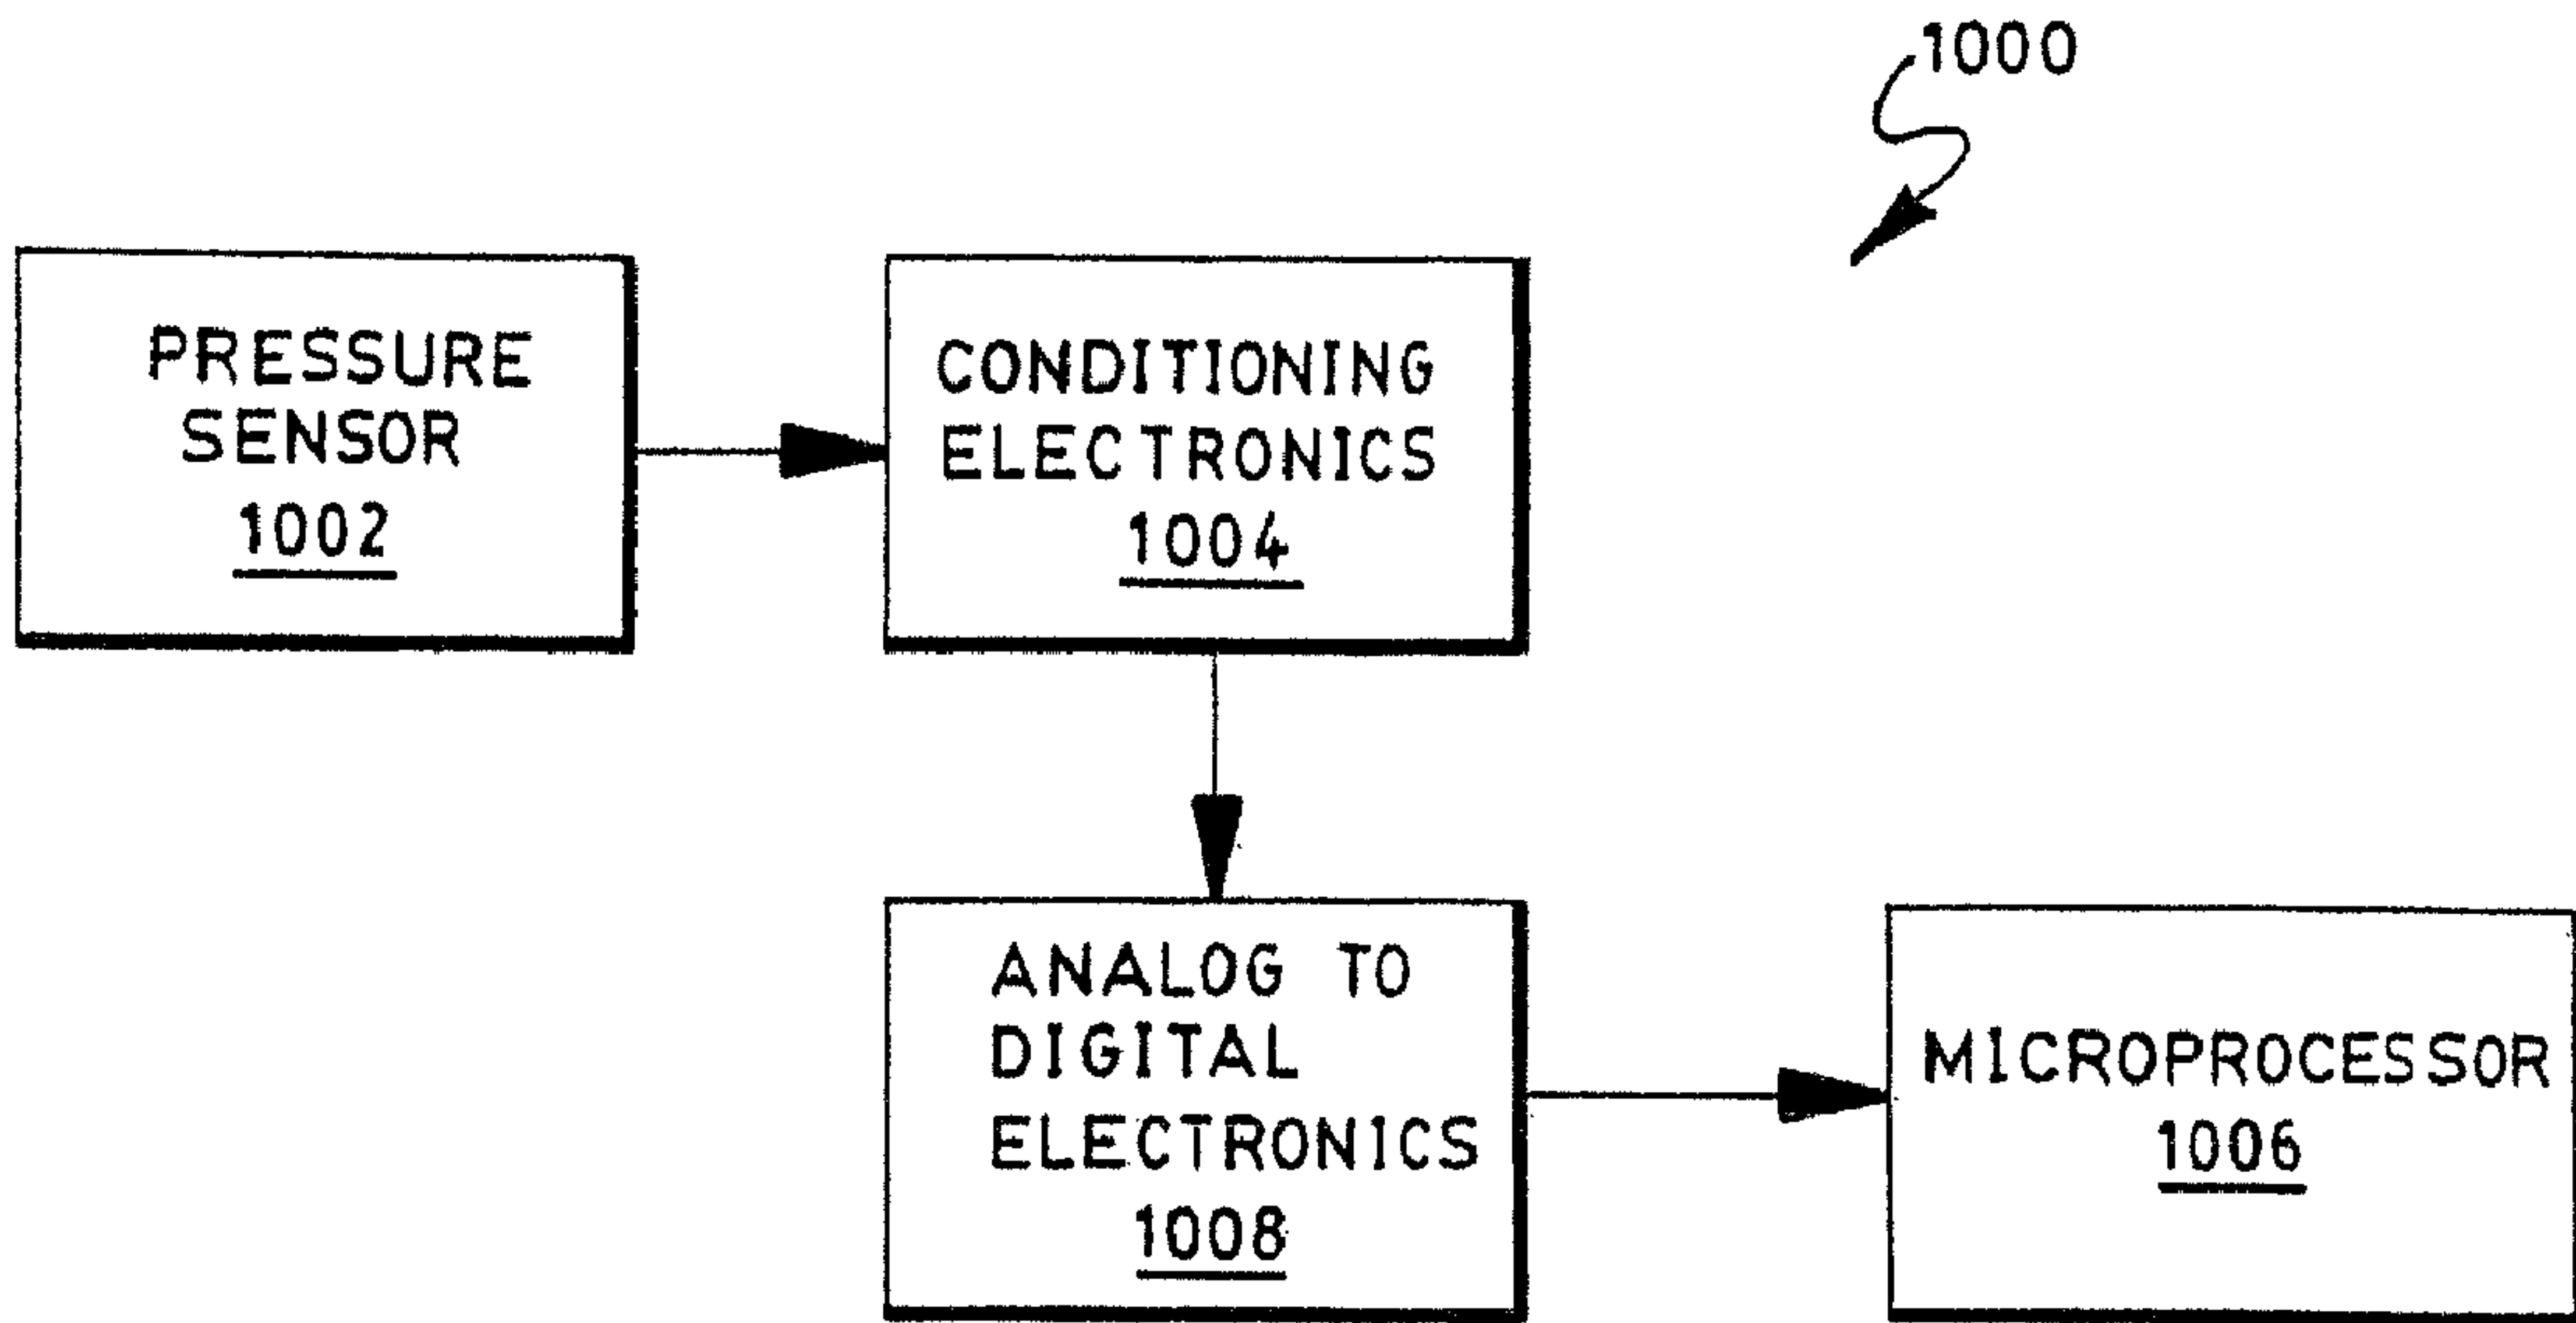 1000
PRESSURE
SENSOR
1002
CONDITIONING
ELECTRONICS
1004
ANALOG TO
DIGITAL
ELECTRONICS
1008
MICROPROCESSOR
1006